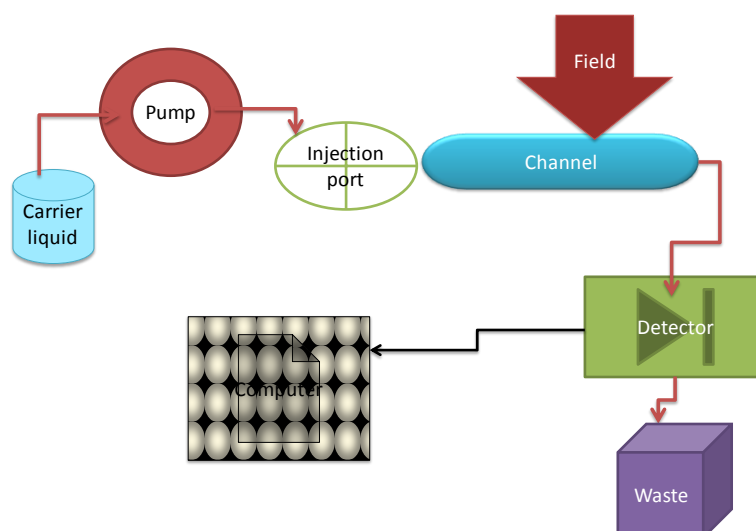 Field
Pump
Injection
port
Channel
Carrier
liquid
Detector
Computer
Waste